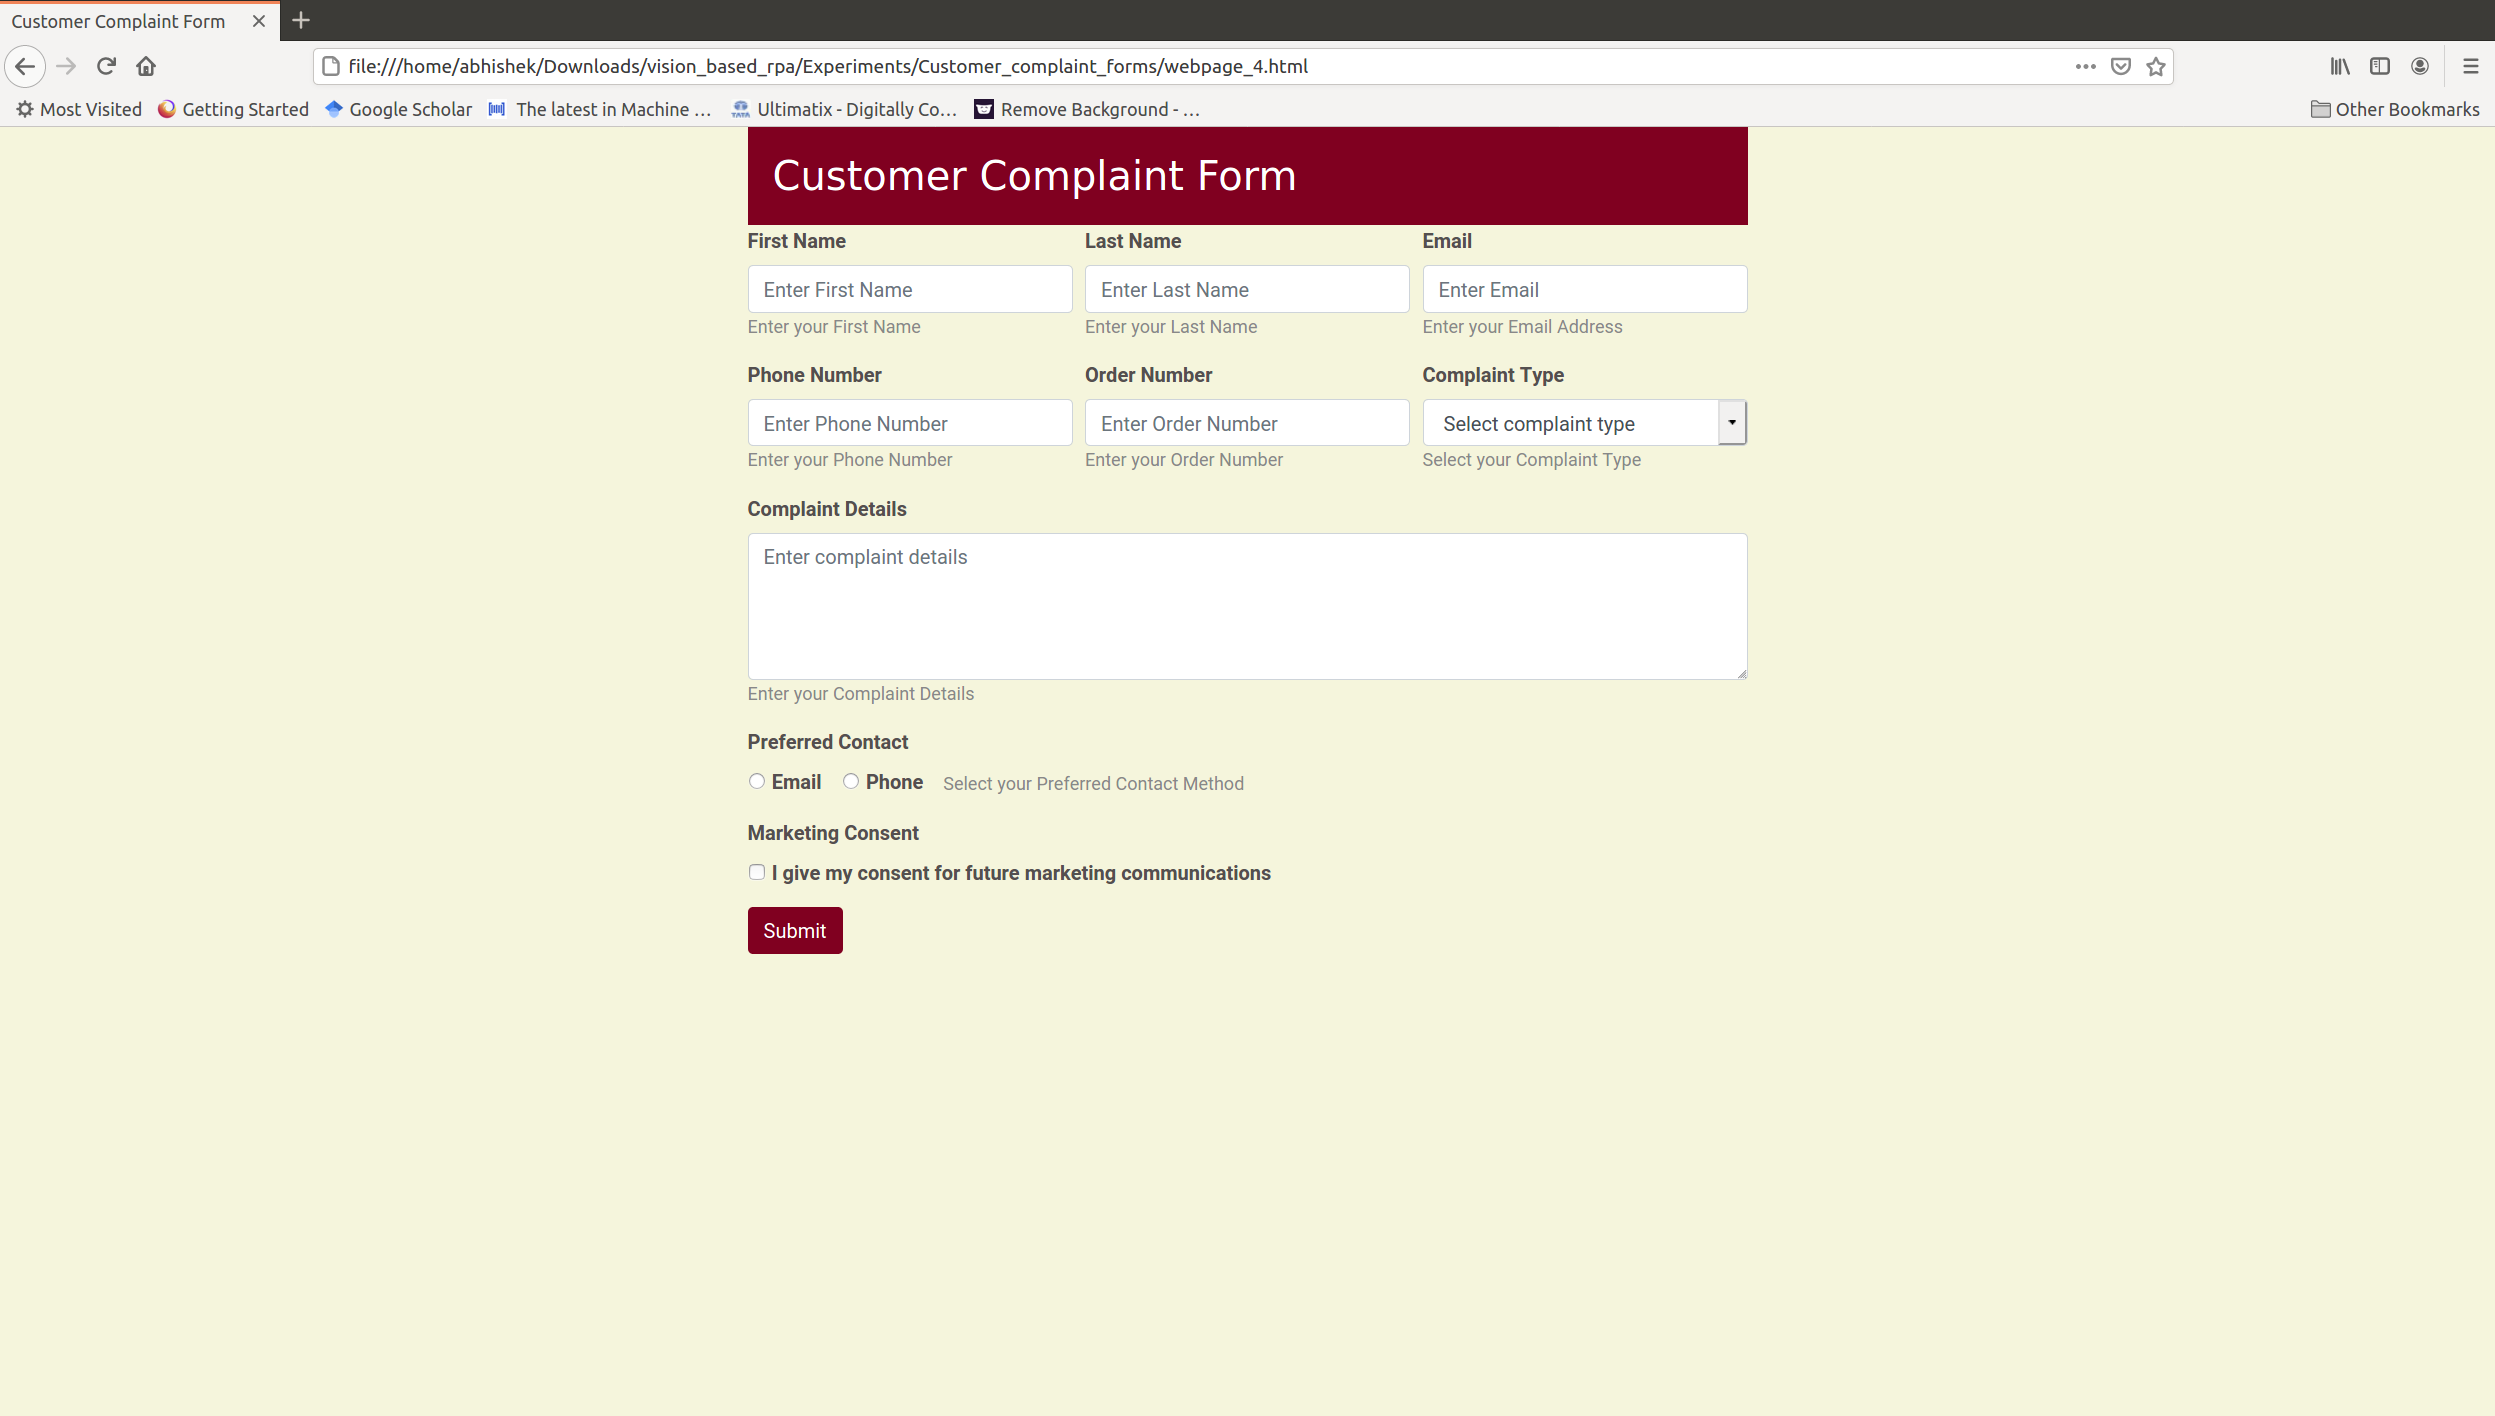 Customer Complaint Form
file:///home/abhishek/Downloads/vision_based_rpa/Experiments/Customer_complaint_forms/webpage_4.html
Most Visited Getting Started Google Scholar The latest in Machine … Ultimatix - Digitally Co… Remove Background - … Other Bookmarks
Customer Complaint Form
First Name Last Name Email
Enter First Name Enter Last Name Enter Email
Enter your First Name Enter your Last Name Enter your Email Address
Phone Number Order Number Complaint Type
Enter Phone Number Enter Order Number Select complaint type
Enter your Phone Number Enter your Order Number Select your Complaint Type
Complaint Details
Enter complaint details
Enter your Complaint Details
Preferred Contact
Email Phone Select your Preferred Contact Method
Marketing Consent
I give my consent for future marketing communications
Submit